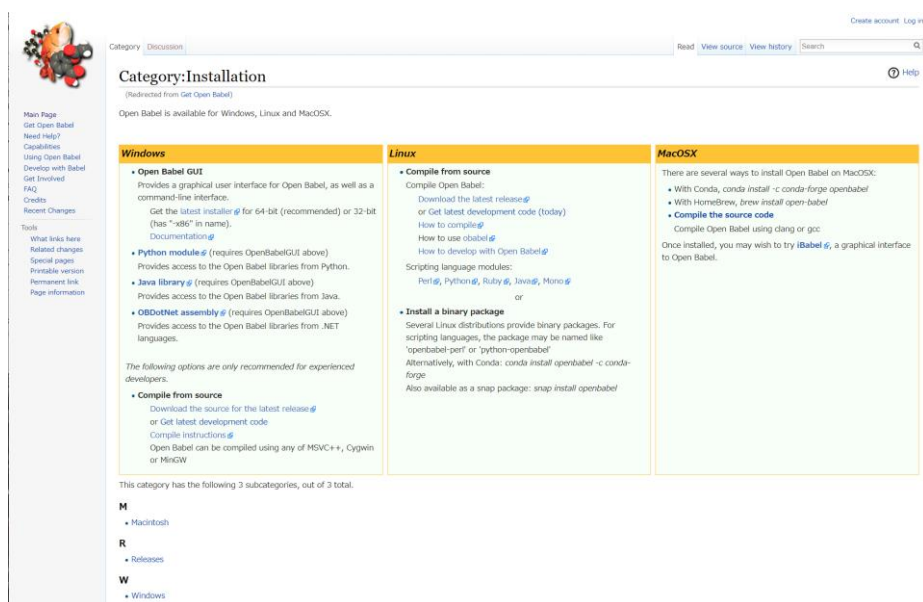 Create account Log in
Category Discussion
Read View source View history Search
Category:Installation
Help
(Redirected from Get Open Babel)
Open Babel is available for Windows, Linux and MacOSX.
Main Page
Get Open Babel
Need Help?
Capabilities
Using Open Babel
Develop with Babel
Get Involved
FAQ
Credits
Recent Changes
Tools
What links here
Related changes
Special pages
Printable version
Permanent link
Page information
Windows
• Open Babel GUI
Provides a graphical user interface for Open Babel, as well as a
command-line interface.
Get the latest installer for 64-bit (recommended) or 32-bit
(has "-x86" in name).
Documentation
• Python module (requires OpenBabelGUI above)
Provides access to the Open Babel libraries from Python.
• Java library (requires OpenBabelGUI above)
Provides access to the Open Babel libraries from Java.
• OBDotNet assembly (requires OpenBabelGUI above)
Provides access to the Open Babel libraries from .NET
languages.
The following options are only recommended for experienced
developers.
• Compile from source
Download the source for the latest release
or Get latest development code
Compile instructions
Open Babel can be compiled using any of MSVC++, Cygwin
or MinGW
Linux
• Compile from source
Compile Open Babel:
Download the latest release
or Get latest development code (today)
How to compile
How to use obabel
How to develop with Open Babel
Scripting language modules:
Perl, Python, Ruby, Java, Mono
or
• Install a binary package
Several Linux distributions provide binary packages. For
scripting languages, the package may be named like
'openbabel-perl' or 'python-openbabel'
Alternatively, with Conda: conda install openbabel -c conda-
forge
Also available as a snap package: snap install openbabel
MacOSX
There are several ways to install Open Babel on MacOSX:
• With Conda, conda install -c conda-forge openbabel
• With HomeBrew, brew install open-babel
• Compile the source code
Compile Open Babel using clang or gcc
Once installed, you may wish to try iBabel, a graphical interface
to Open Babel.
This category has the following 3 subcategories, out of 3 total.
M
• Macintosh
R
• Releases
W
• Windows